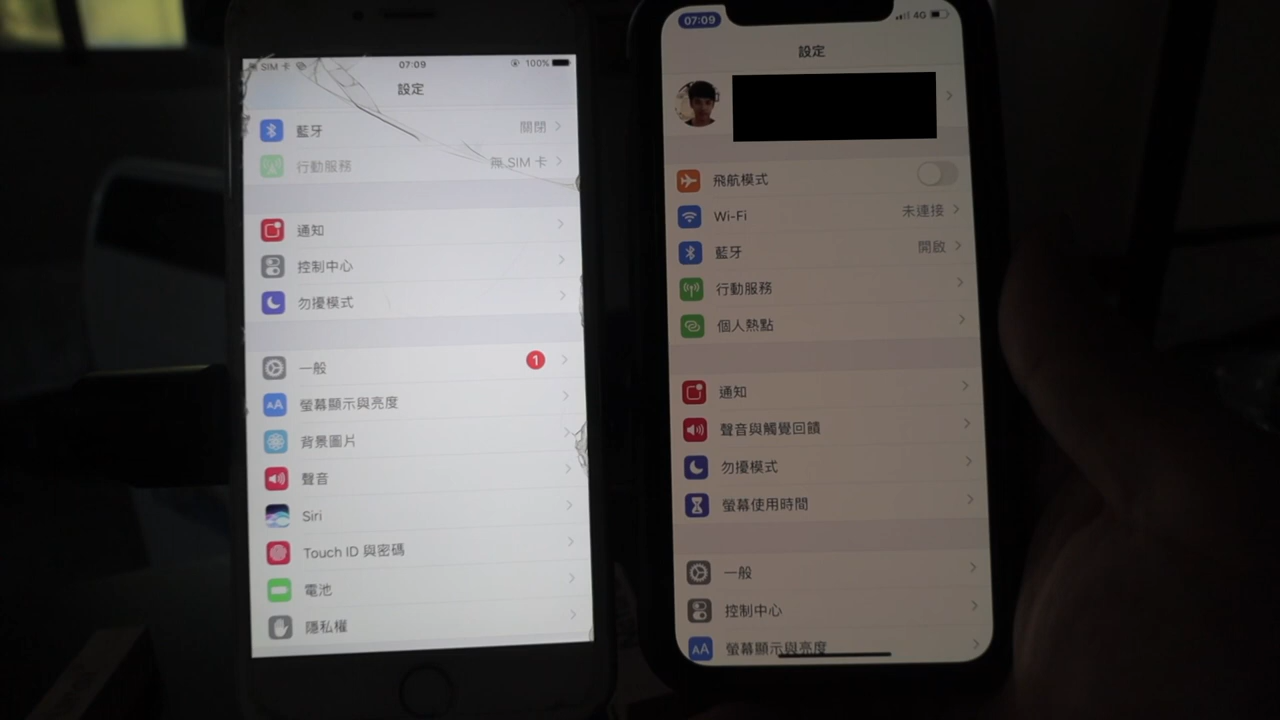 無 SIM 卡
07:09
100%
設定
藍牙
關閉
行動服務
無 SIM 卡
通知
控制中心
勿擾模式
一般
1
螢幕顯示與亮度
背景圖片
聲音
Siri
Touch ID 與密碼
電池
隱私權
07:09
4G
設定
飛航模式
Wi-Fi
未連接
藍牙
開啟
行動服務
個人熱點
通知
聲音與觸覺回饋
勿擾模式
螢幕使用時間
一般
控制中心
螢幕顯示與亮度